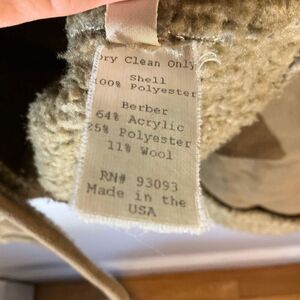 Dry Clean Only
Shell
100% Polyester
Berber
64% Acrylic
25% Polyester
11% Wool
RN# 93093
Made in the
USA